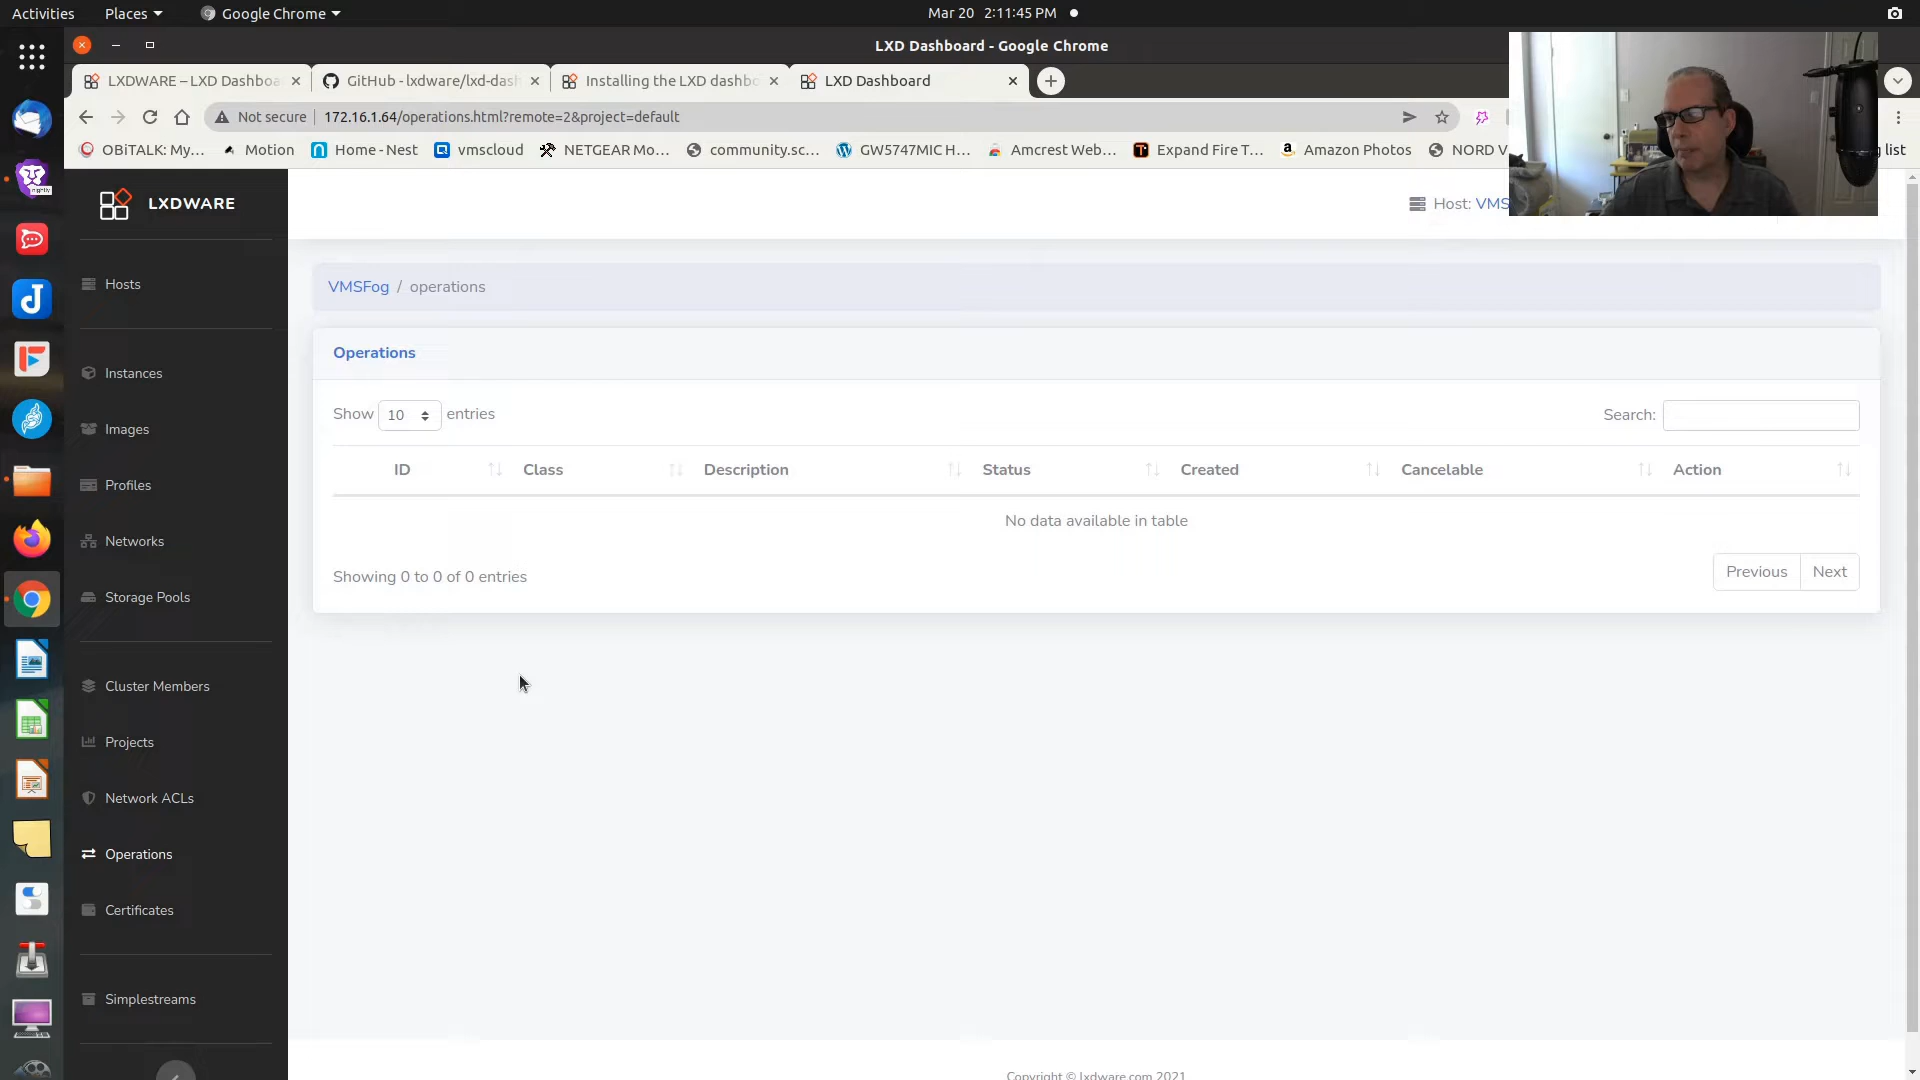 Activities Places Google Chrome Mar 20 2:11:45 PM
LXD Dashboard - Google Chrome
LXDWARE – LXD Dashboa GitHub - lxdware/lxd-dash Installing the LXD dashbo LXD Dashboard
Not secure 172.16.1.64/operations.html?remote=2&project=default
OBiTALK: My... Motion Home - Nest vmscloud NETGEAR Mo... community.sc... GW5747MIC H... Amcrest Web... Expand Fire T... Amazon Photos NORD V list
LXDWARE
Host: VMS
Hosts
VMSFog / operations
Operations
Instances
Show 10 entries
Search:
Images
ID Class Description Status Created Cancelable Action
Profiles
No data available in table
Networks
Showing 0 to 0 of 0 entries
Previous Next
Storage Pools
Cluster Members
Projects
Network ACLs
Operations
Certificates
Simplestreams
Copyright © lxdware.com 2021